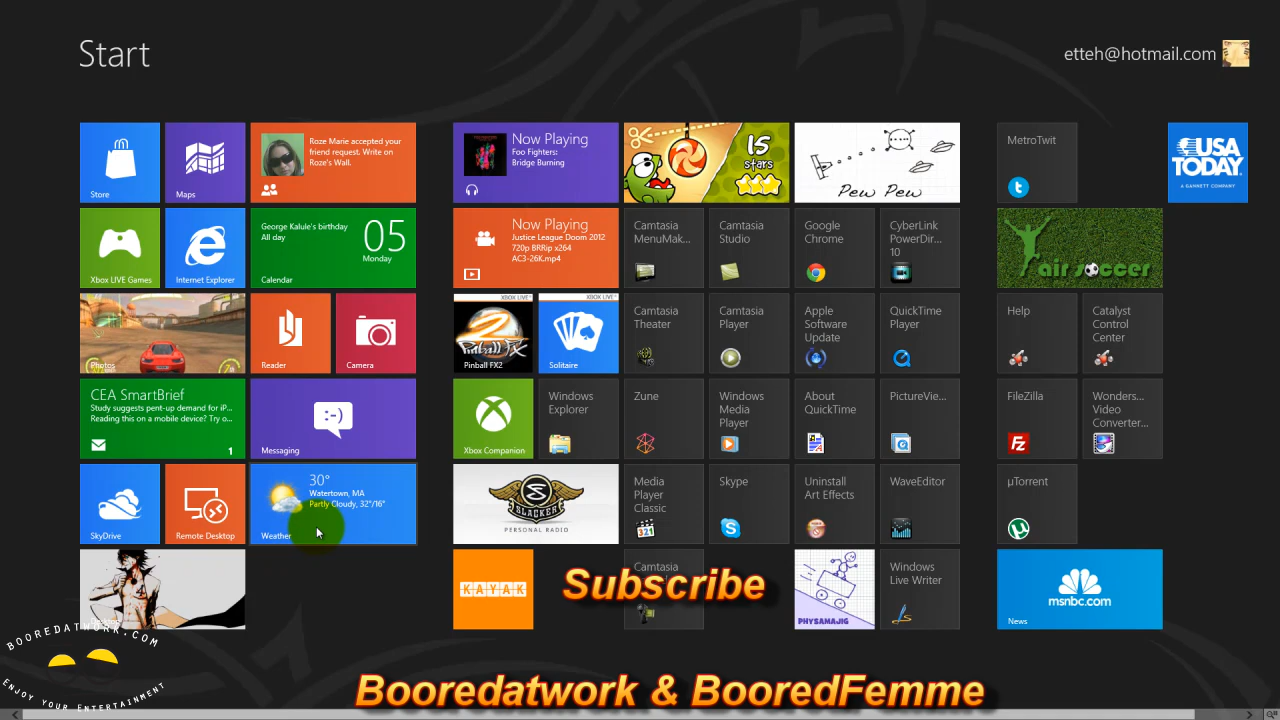 Start
etteh@hotmail.com
Store
Maps
Roze Marie accepted your
friend request. Write on
Roze's Wall.
Now Playing
Foo Fighters:
Bridge Burning
15
stars
Pew Pew
MetroTwit
USA
TODAY
A GANNETT COMPANY
Xbox LIVE Games
Internet Explorer
George Kalule's birthday
All day
05
Monday
Calendar
Now Playing
Justice League Doom 2012
720p BRRip x264
AC3-26K.mp4
Camtasia
MenuMak...
Camtasia
Studio
Google
Chrome
CyberLink
PowerDir...
10
air soccer
Photos
Reader
Camera
XBOX LIVE
2
Pinball FX
Pinball FX2
XBOX LIVE
Solitaire
Camtasia
Theater
Camtasia
Player
Apple
Software
Update
QuickTime
Player
Help
Catalyst
Control
Center
CEA SmartBrief
Study suggests pent-up demand for iP...
Reading this on a mobile device? Try o...
1
:-)
Messaging
Xbox Companion
Windows
Explorer
Zune
Windows
Media
Player
About
QuickTime
PictureVie...
FileZilla
Fz
Wonders...
Video
Converter...
SkyDrive
Remote Desktop
30°
Watertown, MA
Partly Cloudy, 32°/16°
Weather
S
SLACKER
PERSONAL RADIO
Media
Player
Classic
321
Skype
Uninstall
Art Effects
WaveEditor
µTorrent
KAYAK
Camtasia
PHYSAMAJIG
Windows
Live Writer
msnbc.com
News
Subscribe
BOOREDATWORK.COM
ENJOY YOUR ENTERTAINMENT
Booredatwork & BooredFemme